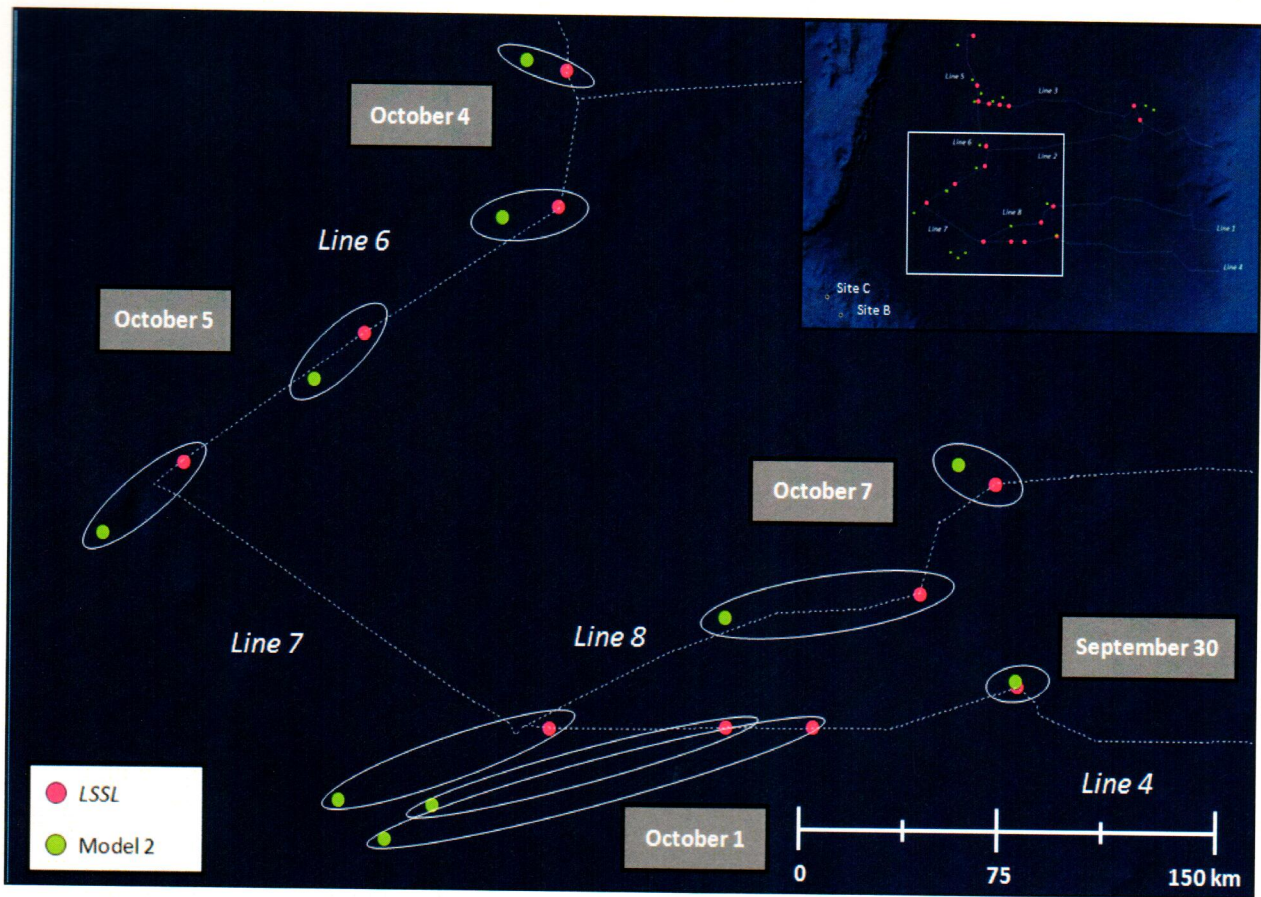 October 4
Line 5
Line 3
Line 6
Line 2
Line 8
Line 7
Line 1
Line 4
Site C
Site B
Line 6
October 5
October 7
Line 7
Line 8
September 30
LSSL
Model 2
October 1
Line 4
0
75
150 km